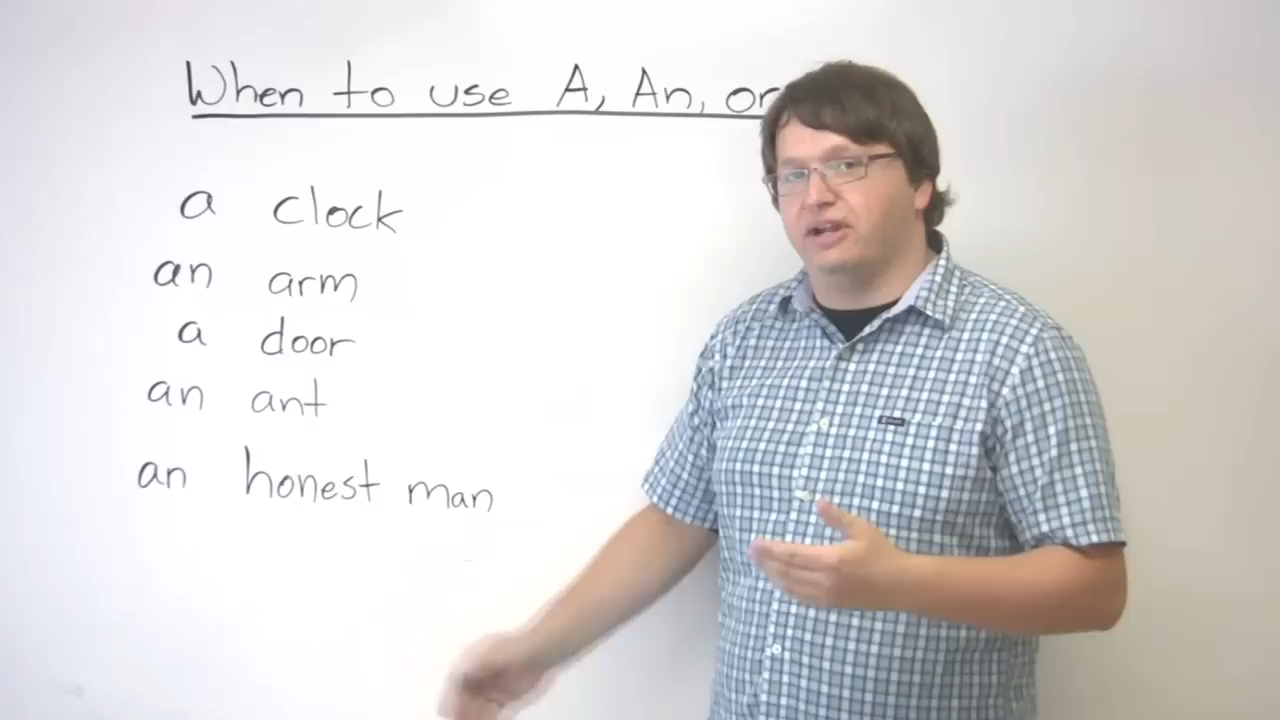 When to use A, An, or
a clock
an arm
a door
an ant
an honest man